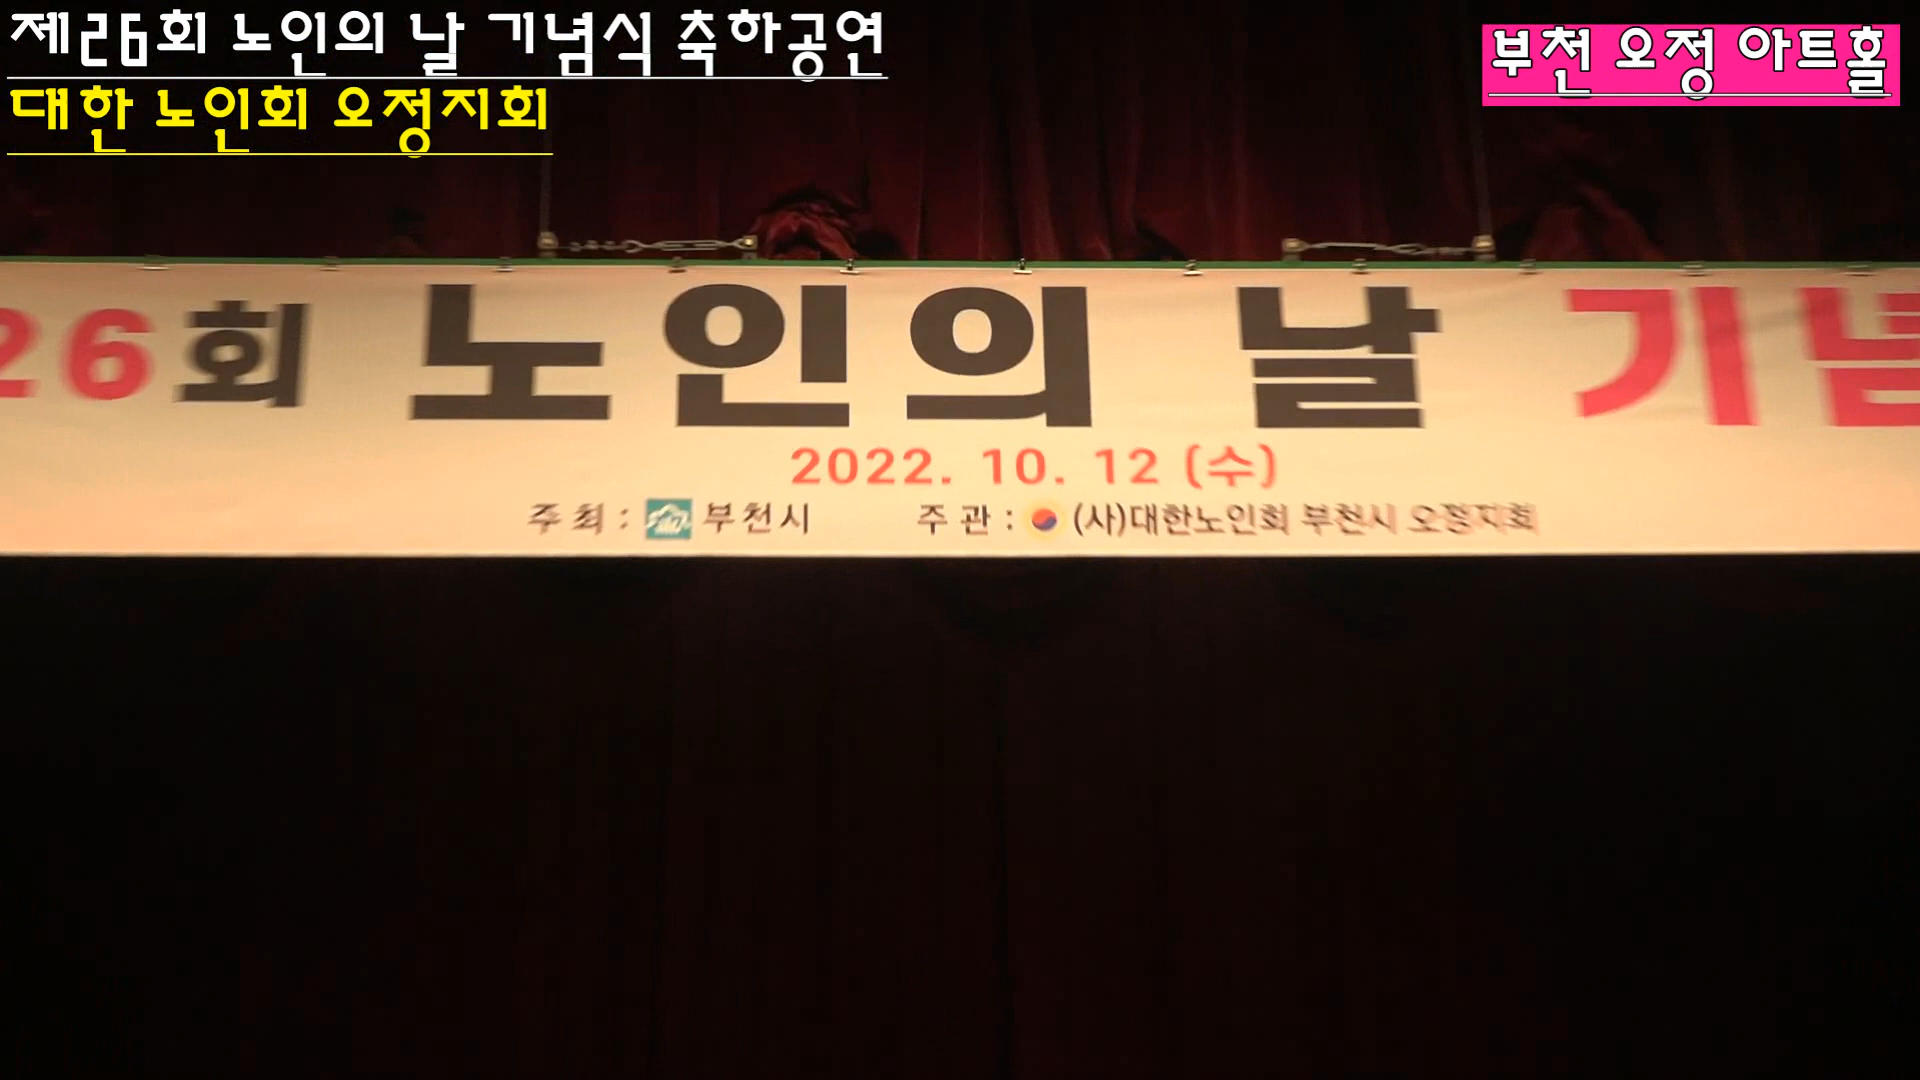 제26회 노인의 날 기념식 축하공연
부천 오정 아트홀
대한 노인회 오정지회
26회 노인의 날 기념
2022. 10. 12 (수)
주최 : 부천시 주관 : (사)대한노인회 부천시 오정지회